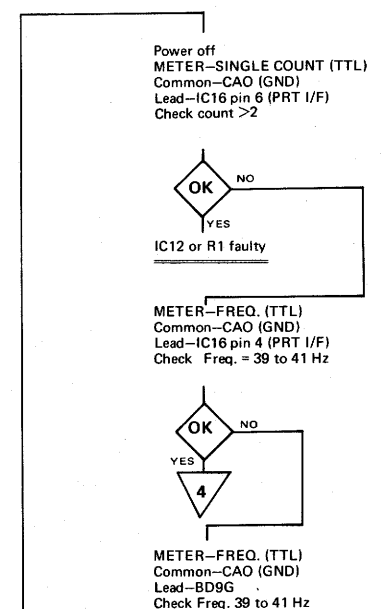 Power off
METER—SINGLE COUNT (TTL)
Common—CAO (GND)
Lead—IC16 pin 6 (PRT I/F)
Check count >2
OK
NO
YES
IC12 or R1 faulty
METER—FREQ. (TTL)
Common—CAO (GND)
Lead—IC16 pin 4 (PRT I/F)
Check Freq. = 39 to 41 Hz
OK
NO
YES
4
METER—FREQ. (TTL)
Common—CAO (GND)
Lead—BD9G
Check Freq. 39 to 41 Hz